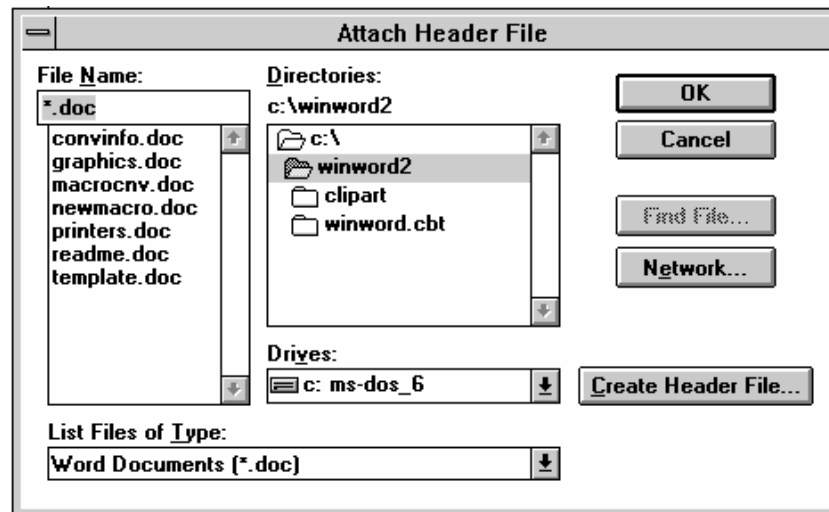 Attach Header File
File Name:
*.doc
convinfo.doc
graphics.doc
macrocnv.doc
newmacro.doc
printers.doc
readme.doc
template.doc
Directories:
c:\winword2
c:\
winword2
clipart
winword.cbt
Drives:
c: ms-dos_6
List Files of Type:
Word Documents (*.doc)
OK
Cancel
Find File...
Network...
Create Header File...